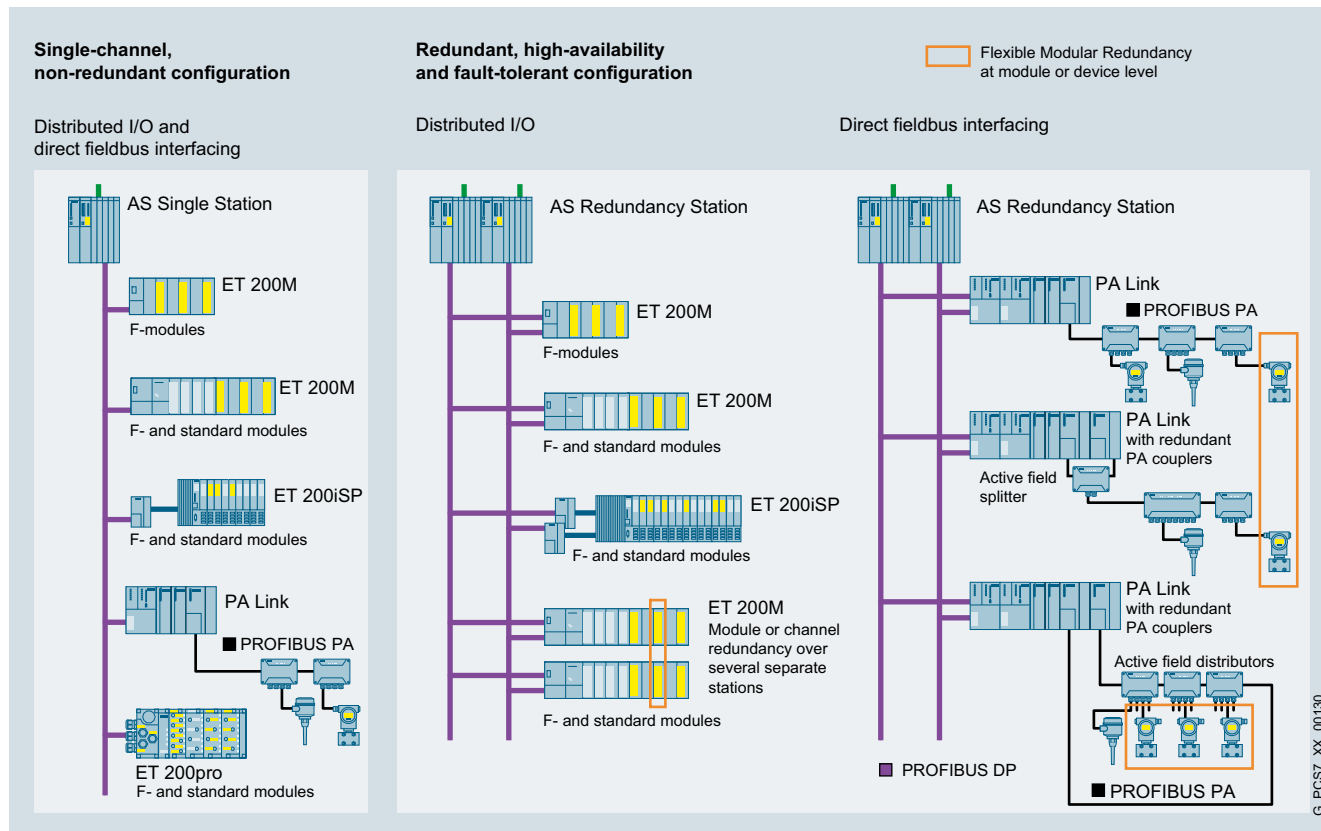 Single-channel,
non-redundant configuration
Redundant, high-availability
and fault-tolerant configuration
Flexible Modular Redundancy
at module or device level
Distributed I/O and
direct fieldbus interfacing
Distributed I/O
Direct fieldbus interfacing
AS Single Station
ET 200M
F-modules
ET 200M
F- and standard modules
ET 200iSP
F- and standard modules
PA Link
PROFIBUS PA
ET 200pro
F- and standard modules
AS Redundancy Station
ET 200M
F-modules
ET 200M
F- and standard modules
ET 200iSP
F- and standard modules
ET 200M
Module or channel
redundancy over
several separate
stations
F- and standard modules
PROFIBUS DP
AS Redundancy Station
PA Link
PROFIBUS PA
PA Link
with redundant
PA couplers
Active field
splitter
PA Link
with redundant
PA couplers
Active field distributors
PROFIBUS PA
G_PCS7_XX_00130